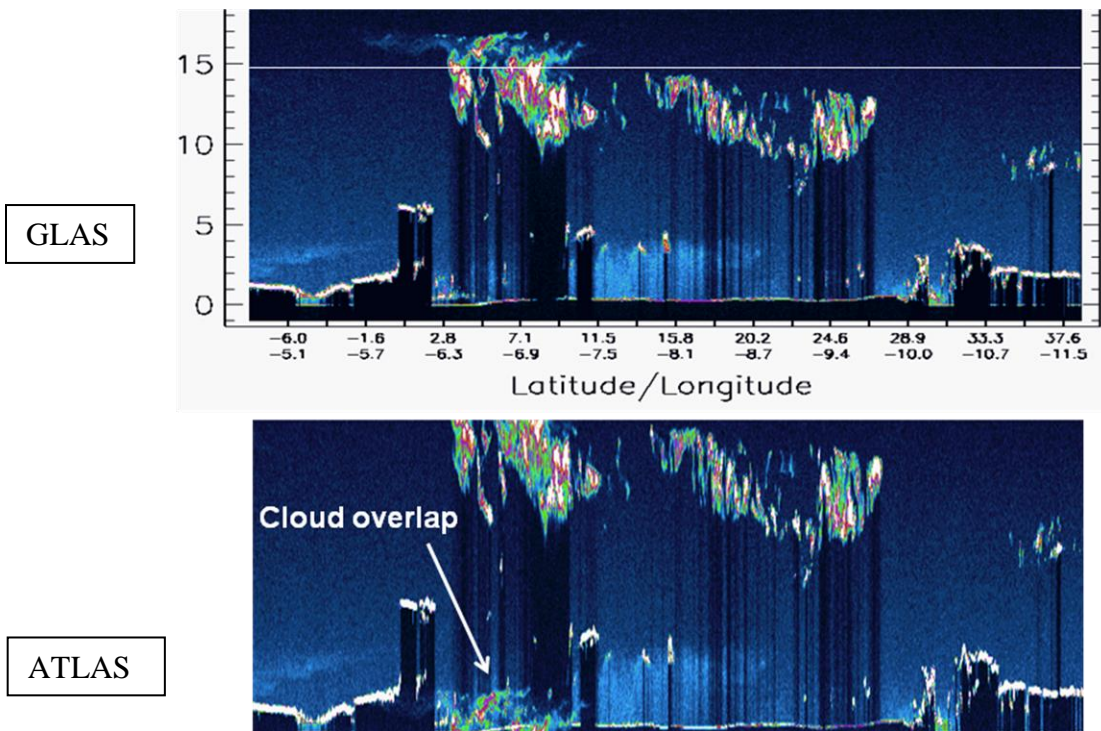 15
10
GLAS
5
0
−6.0 −1.6 2.8 7.1 11.5 15.8 20.2 24.6 28.9 33.3 37.6
−5.1 −5.7 −6.3 −6.9 −7.5 −8.1 −8.7 −9.4 −10.0 −10.7 −11.5
Latitude/Longitude
Cloud overlap
ATLAS